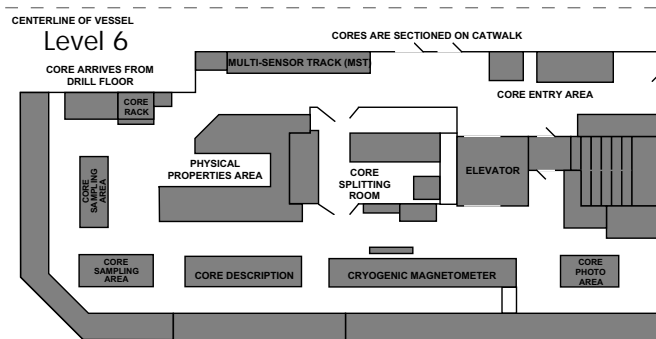 CENTERLINE OF VESSEL
Level 6
CORES ARE SECTIONED ON CATWALK
CORE ARRIVES FROM
DRILL FLOOR
MULTI-SENSOR TRACK (MST)
CORE ENTRY AREA
CORE
RACK
PHYSICAL
PROPERTIES AREA
CORE
SPLITTING
ROOM
ELEVATOR
CORE
SAMPLING
AREA
CORE
SAMPLING
AREA
CORE DESCRIPTION
CRYOGENIC MAGNETOMETER
CORE
PHOTO
AREA